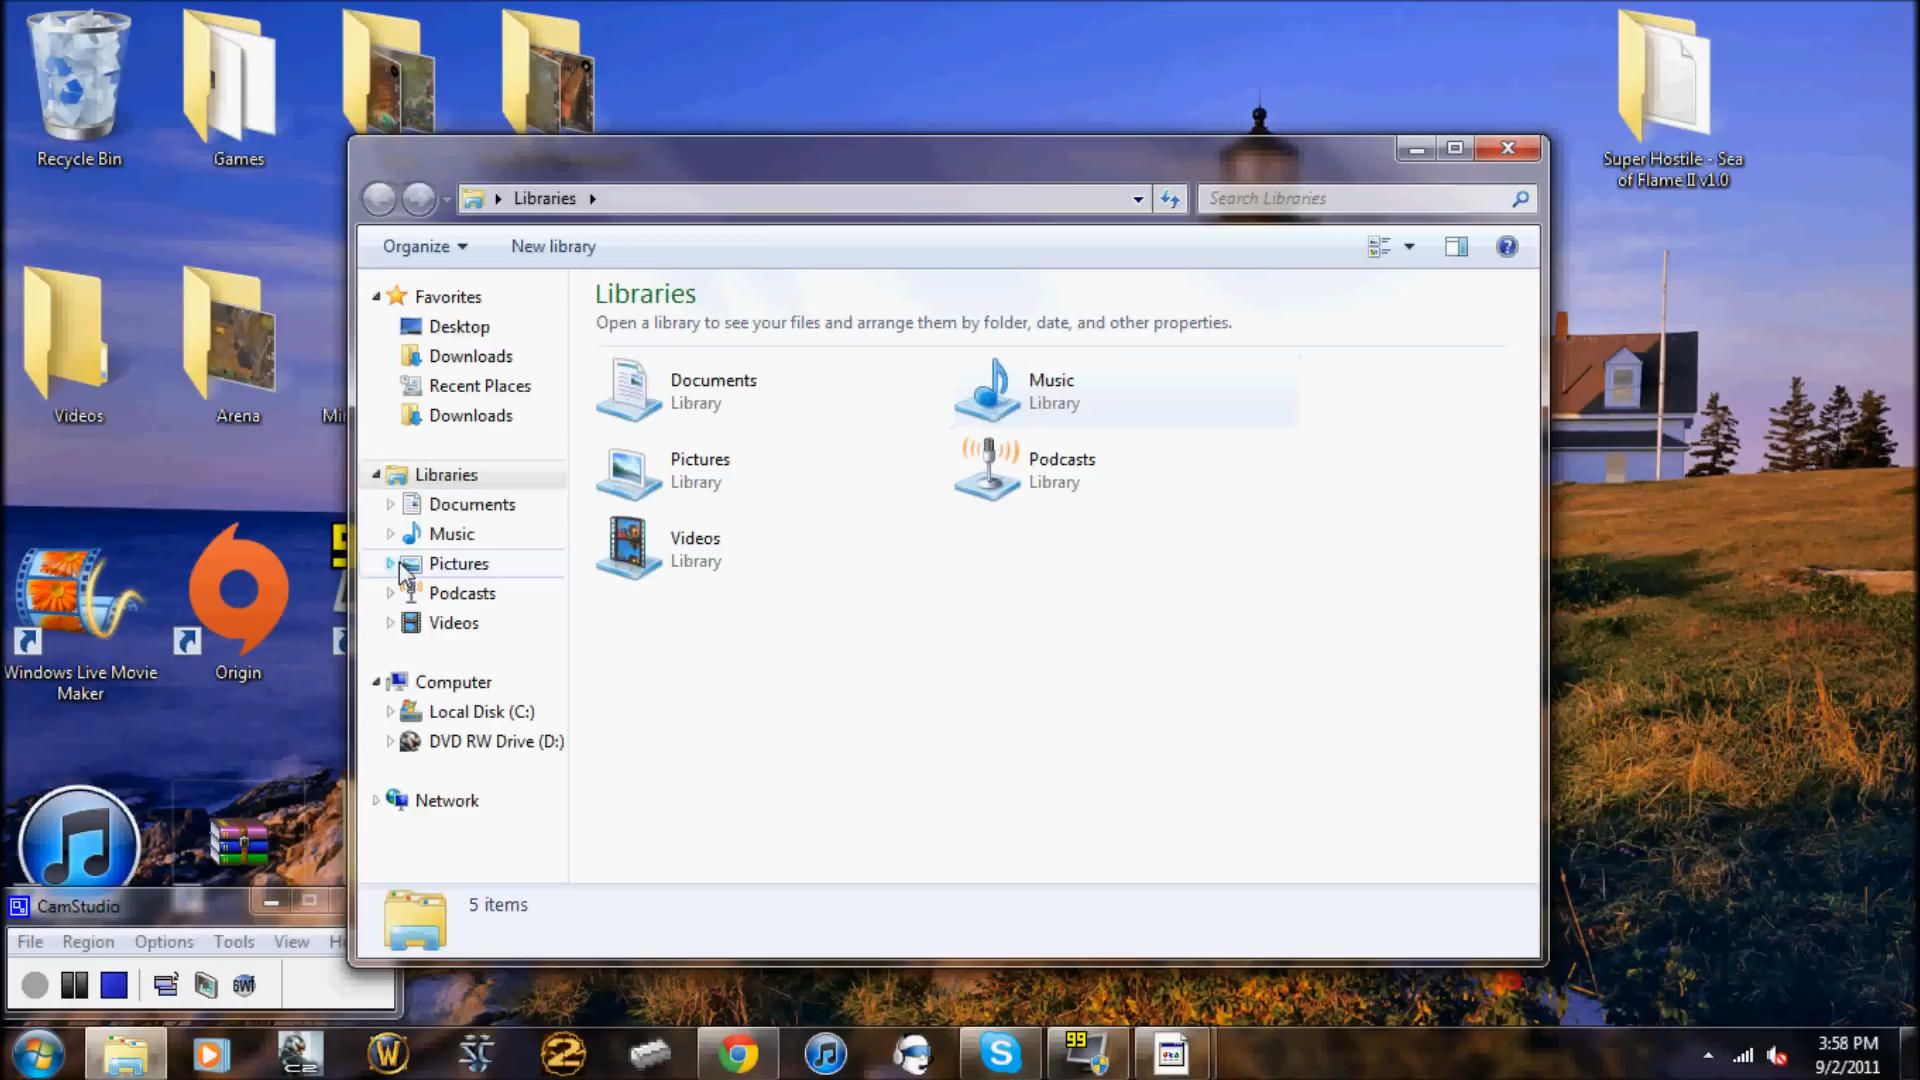 Recycle Bin
Games
Super Hostile - Sea
of Flame II v1.0
Libraries
Search Libraries
Organize
New library
Favorites
Desktop
Downloads
Recent Places
Downloads
Libraries
Documents
Music
Pictures
Podcasts
Videos
Computer
Local Disk (C:)
DVD RW Drive (D:)
Network
Libraries
Open a library to see your files and arrange them by folder, date, and other properties.
Documents
Library
Music
Library
Pictures
Library
Podcasts
Library
Videos
Library
5 items
Videos
Arena
Windows Live Movie
Maker
Origin
CamStudio
File
Region
Options
Tools
View
3:58 PM
9/2/2011
99